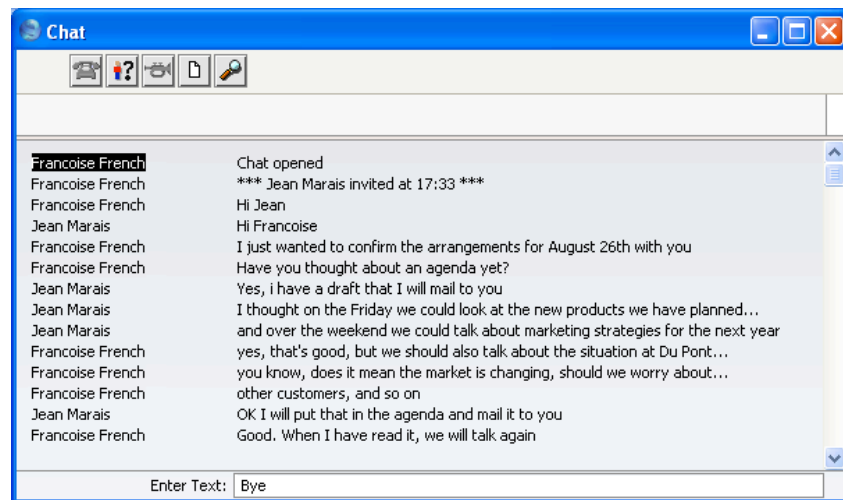 Chat
Francoise French Chat opened
Francoise French *** Jean Marais invited at 17:33 ***
Francoise French Hi Jean
Jean Marais Hi Francoise
Francoise French I just wanted to confirm the arrangements for August 26th with you
Francoise French Have you thought about an agenda yet?
Jean Marais Yes, i have a draft that I will mail to you
Jean Marais I thought on the Friday we could look at the new products we have planned...
Jean Marais and over the weekend we could talk about marketing strategies for the next year
Francoise French yes, that's good, but we should also talk about the situation at Du Pont...
Francoise French you know, does it mean the market is changing, should we worry about...
Francoise French other customers, and so on
Jean Marais OK I will put that in the agenda and mail it to you
Francoise French Good. When I have read it, we will talk again
Enter Text: Bye